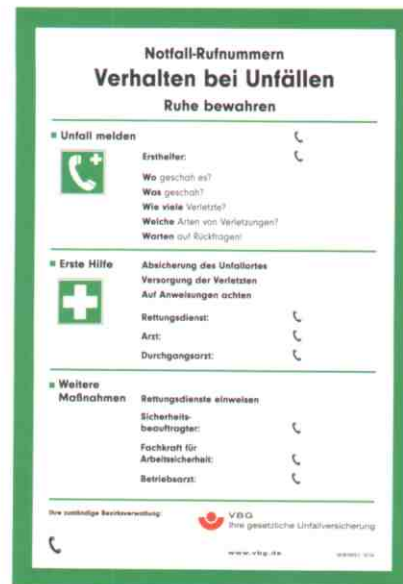 Notfall-Rufnummern
Verhalten bei Unfällen
Ruhe bewahren
Unfall melden
Ersthelfer:
Wo geschah es?
Was geschah?
Wie viele Verletzte?
Welche Arten von Verletzungen?
Warten auf Rückfragen!
Erste Hilfe
Absicherung des Unfallortes
Versorgung der Verletzten
Auf Anweisungen achten
Rettungsdienst:
Arzt:
Durchgangsarzt:
Weitere
Maßnahmen
Rettungsdienste einweisen
Sicherheits-
beauftragter:
Fachkraft für
Arbeitssicherheit:
Betriebsarzt:
Ihre zuständige Bezirksverwaltung:
VBG
Ihre gesetzliche Unfallversicherung
www.vbg.de